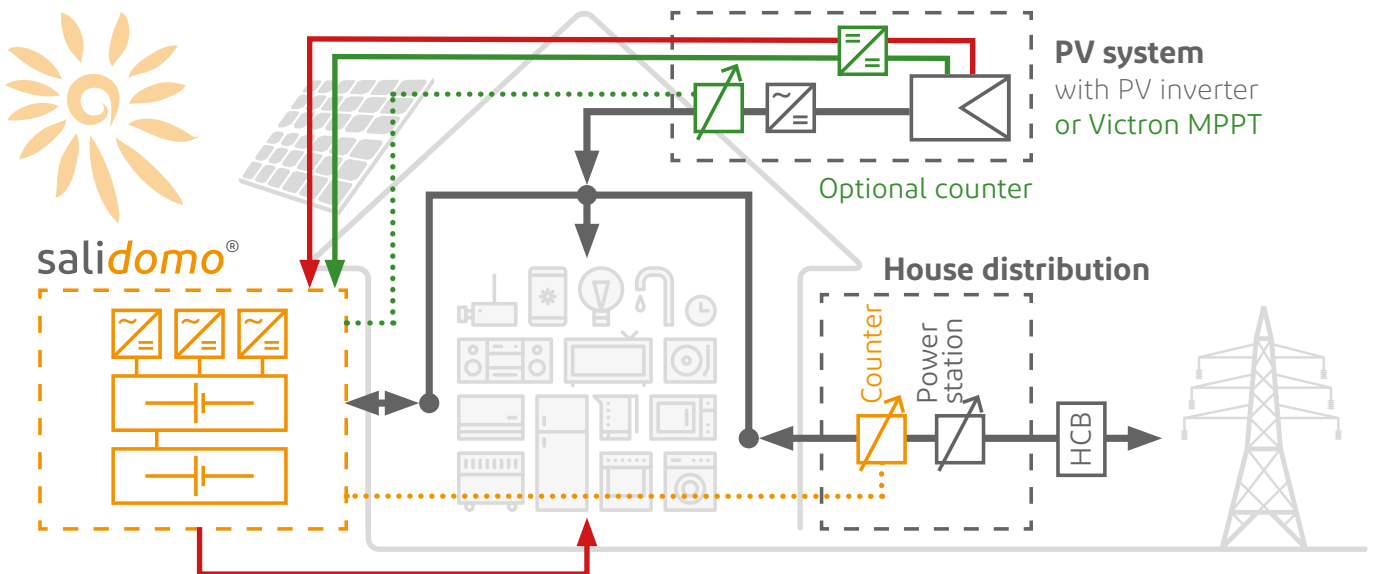 PV system
with PV inverter
or Victron MPPT
Optional counter
salidomo®
House distribution
Counter
Power
station
HCB